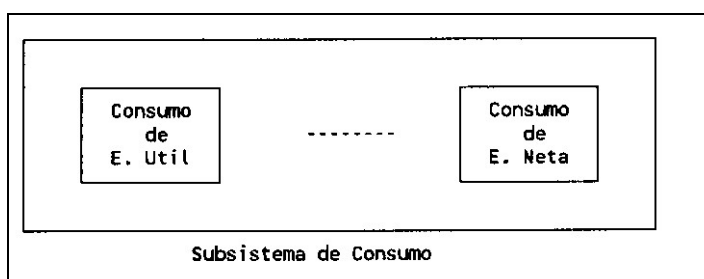 Consumo
de
E. Util
Consumo
de
E. Neta
Subsistema de Consumo